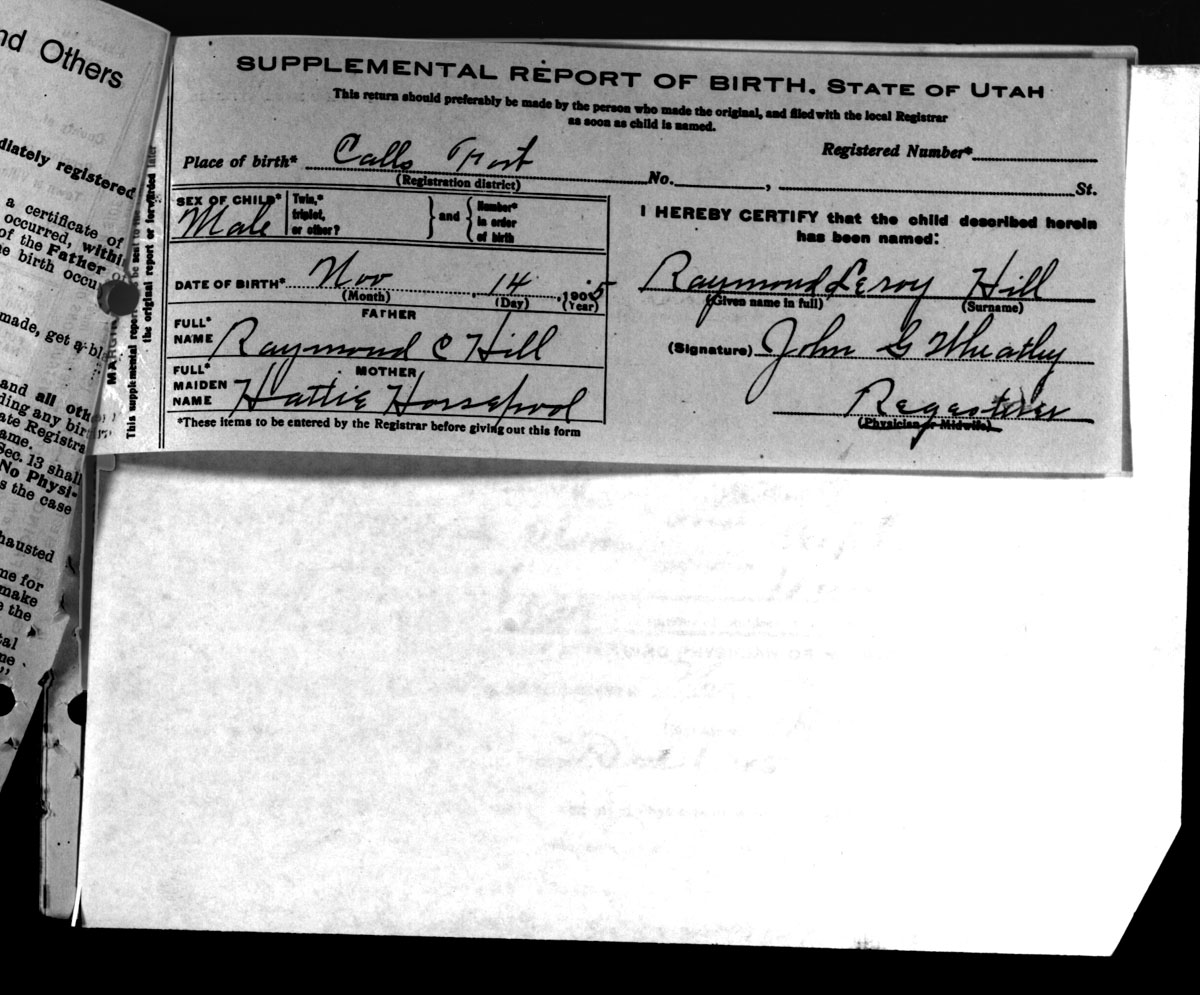 nd Others
diately registered
a certificate of
occurred, within
of the Father
e birth occu
made, get a bla
and all oth
ding any bir
ate Registra
ame.
Sec. 13 shall
No Physi-
s the case
hausted
me for
make
e the
tal
me
"
This supplemental report
the original report or forwarded later
SUPPLEMENTAL REPORT OF BIRTH. STATE OF UTAH
This return should preferably be made by the person who made the original, and filed with the local Registrar
as soon as child is named.
Place of birth* Calls Fort Registered Number*
(Registration district) No. , St.
SEX OF CHILD* Male Twin,* triplet, or other? } and { Number* in order of birth
DATE OF BIRTH* Nov 14 , 1905
(Month) (Day) (Year)
FATHER
FULL* NAME Raymond C Hill
MOTHER
FULL* MAIDEN NAME Hattie Horsepool
*These items to be entered by the Registrar before giving out this form
I HEREBY CERTIFY that the child described herein
has been named:
Raymond Leroy Hill
(Given name in full) (Surname)
(Signature) John G Wheatley
Regesterer
(Physician or Midwife)